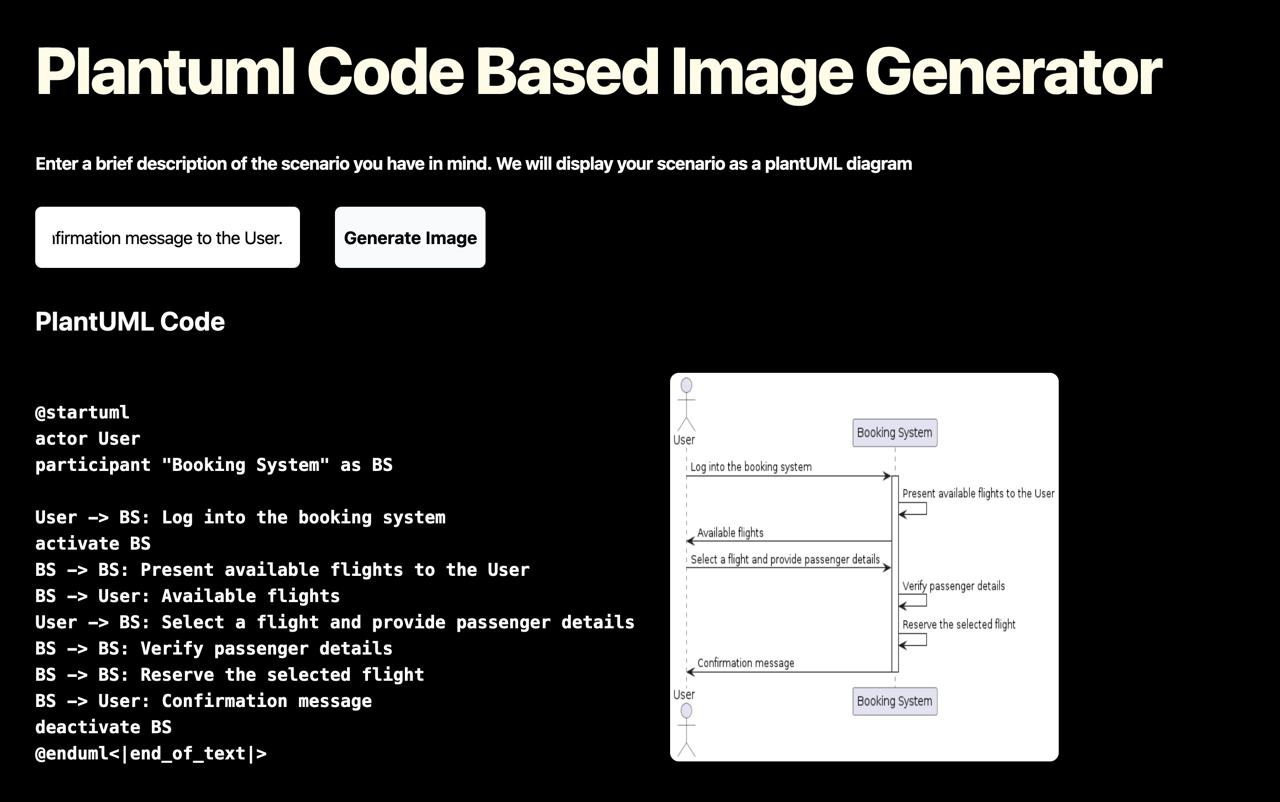 Plantuml Code Based Image Generator
Enter a brief description of the scenario you have in mind. We will display your scenario as a plantUML diagram
firmation message to the User.
Generate Image
PlantUML Code
@startuml
actor User
participant "Booking System" as BS
User -> BS: Log into the booking system
activate BS
BS -> BS: Present available flights to the User
BS -> User: Available flights
User -> BS: Select a flight and provide passenger details
BS -> BS: Verify passenger details
BS -> BS: Reserve the selected flight
BS -> User: Confirmation message
deactivate BS
@enduml<|end_of_text|>
User
Booking System
Log into the booking system
Present available flights to the User
Available flights
Select a flight and provide passenger details
Verify passenger details
Reserve the selected flight
Confirmation message
User
Booking System